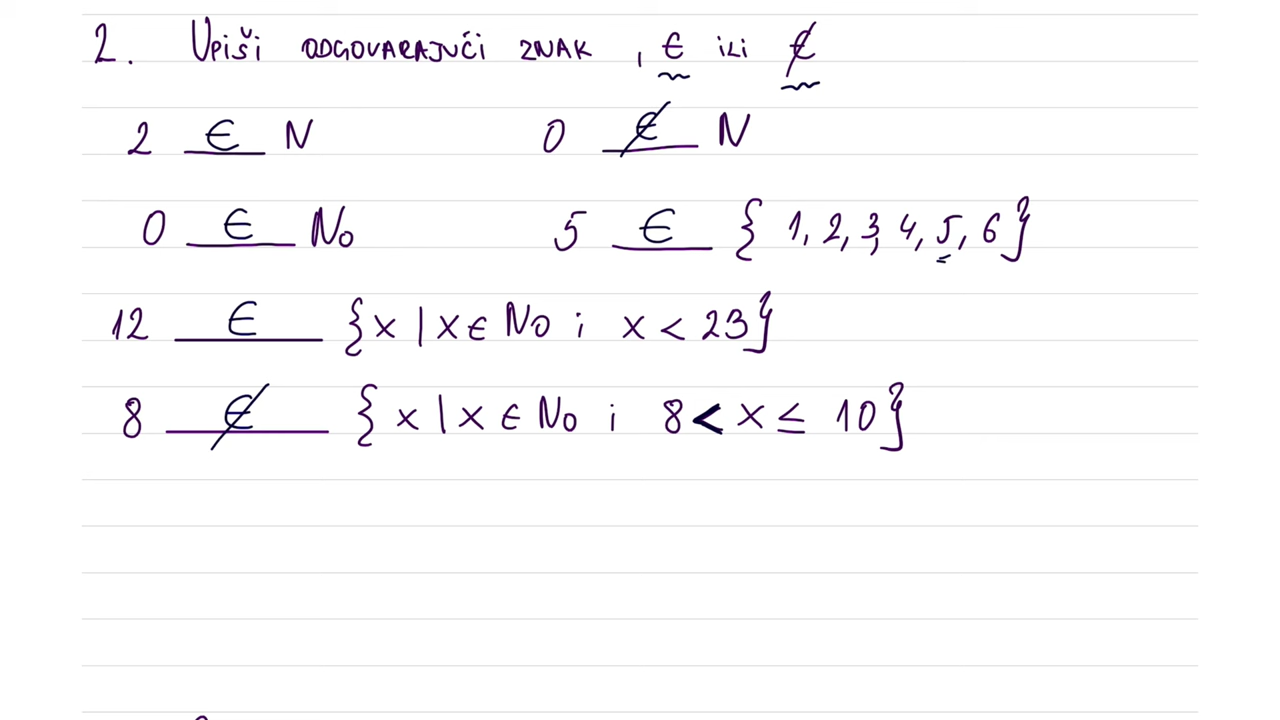 2. Upiši odgovarajući znak, ∈ ili ∉
2 ∈ N 0 ∉ N
0 ∈ N₀ 5 ∈ {1, 2, 3, 4, 5, 6}
12 ∈ {x | x ∈ N₀ i x < 23}
8 ∉ {x | x ∈ N₀ i 8 < x ≤ 10}